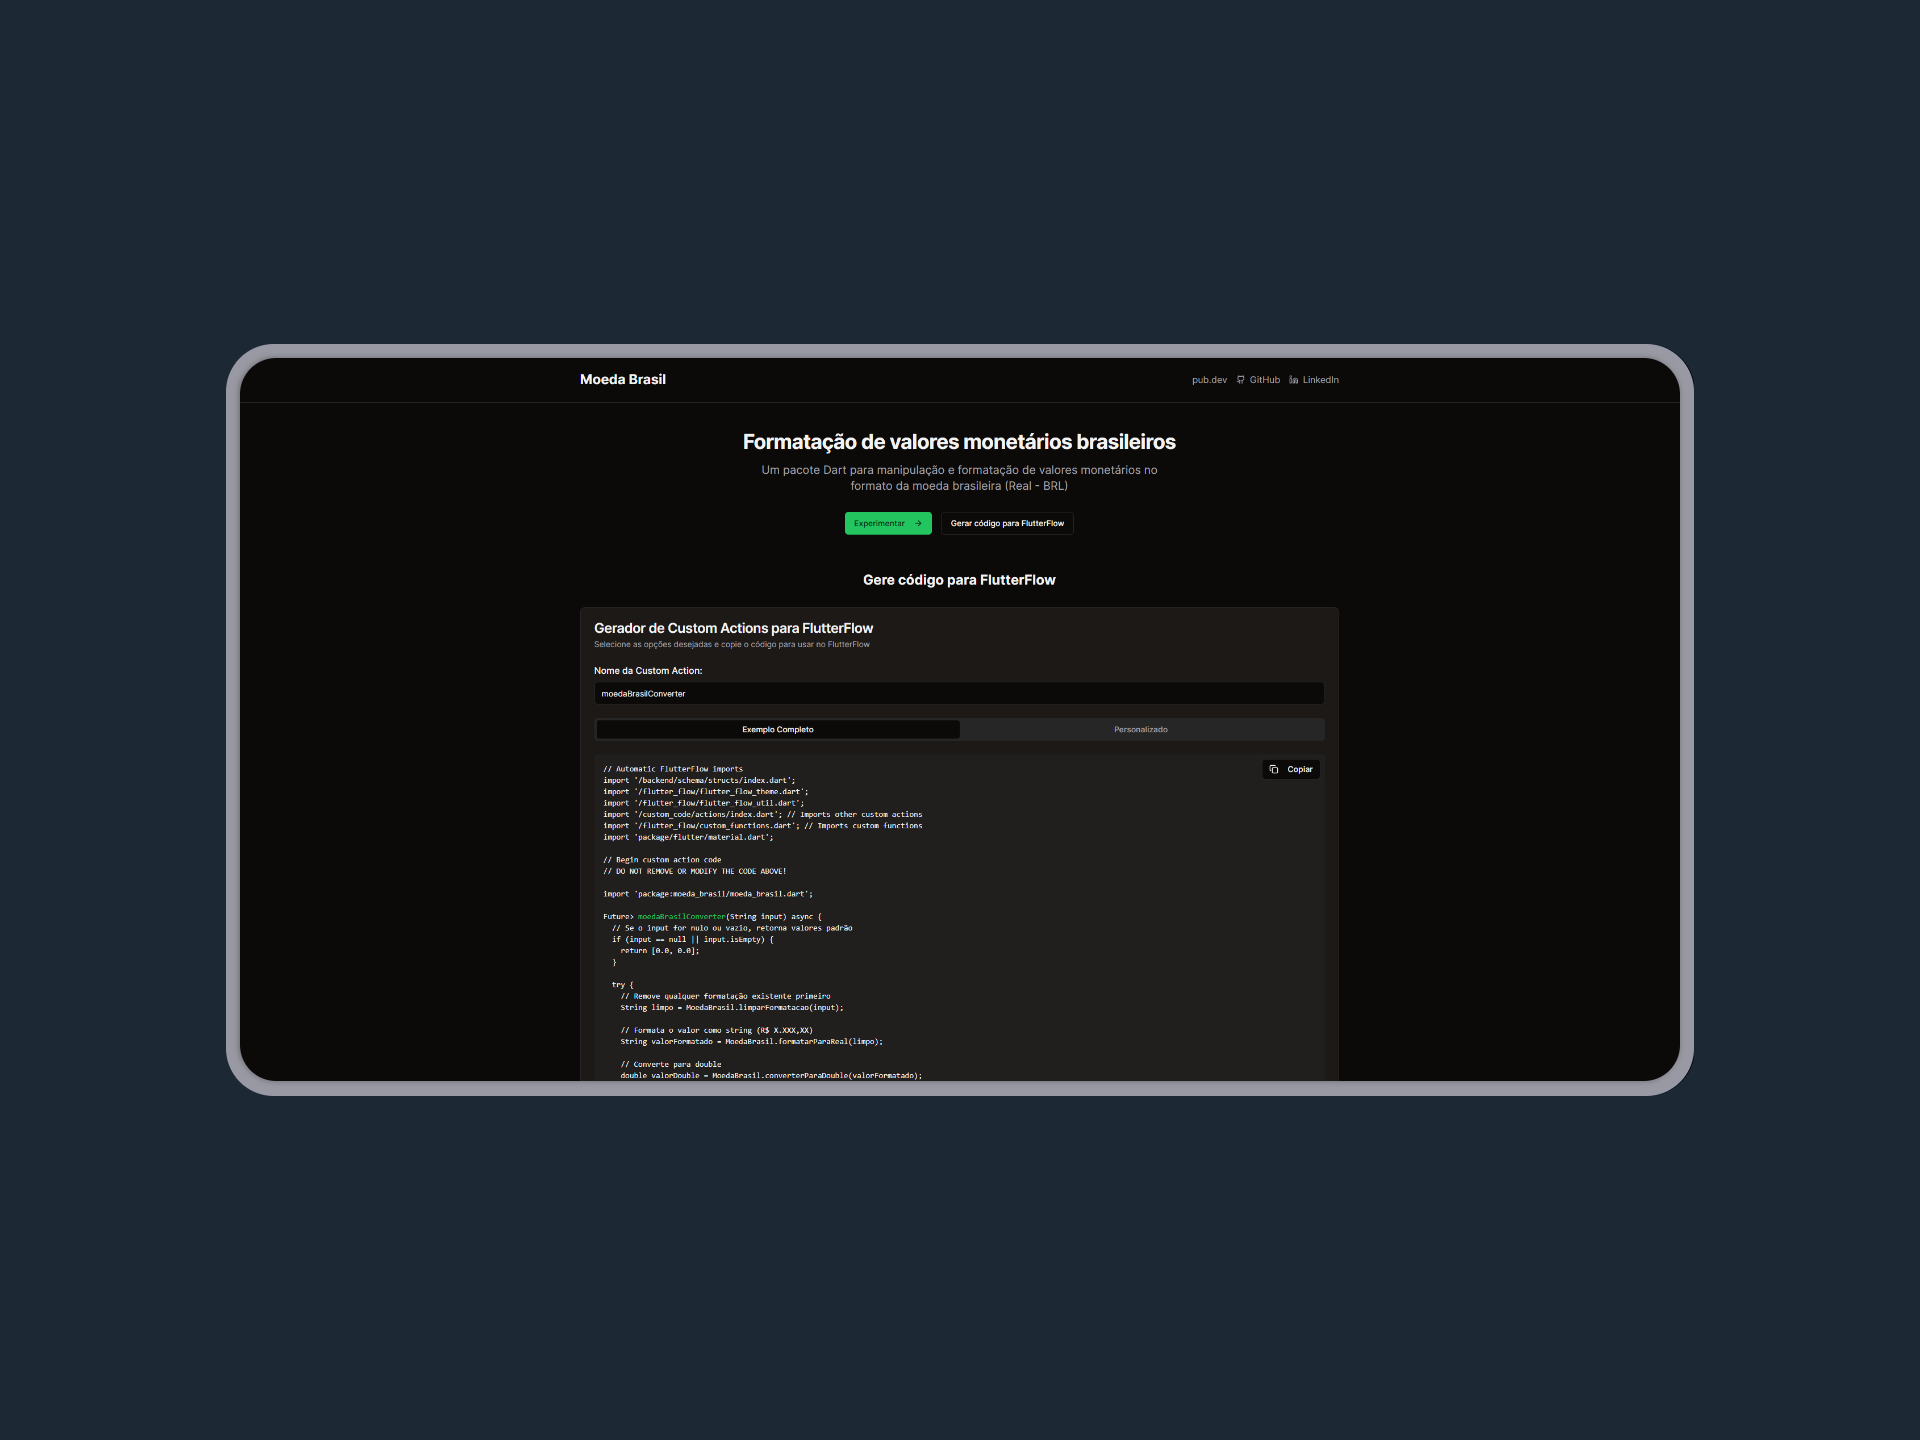 Moeda Brasil
pub.dev GitHub LinkedIn
Formatação de valores monetários brasileiros
Um pacote Dart para manipulação e formatação de valores monetários no
formato da moeda brasileira (Real - BRL)
Experimentar → Gerar código para FlutterFlow
Gere código para FlutterFlow
Gerador de Custom Actions para FlutterFlow
Selecione as opções desejadas e copie o código para usar no FlutterFlow
Nome da Custom Action:
moedaBrasilConverter
Exemplo Completo Personalizado
Copiar
// Automatic FlutterFlow imports
import '/backend/schema/structs/index.dart';
import '/flutter_flow/flutter_flow_theme.dart';
import '/flutter_flow/flutter_flow_util.dart';
import '/custom_code/actions/index.dart'; // Imports other custom actions
import '/flutter_flow/custom_functions.dart'; // Imports custom functions
import 'package/flutter/material.dart';
// Begin custom action code
// DO NOT REMOVE OR MODIFY THE CODE ABOVE!
import 'package:moeda_brasil/moeda_brasil.dart';
Future> moedaBrasilConverter(String input) async {
// Se o input for nulo ou vazio, retorna valores padrão
if (input == null || input.isEmpty) {
return [0.0, 0.0];
}
try {
// Remove qualquer formatação existente primeiro
String limpo = MoedaBrasil.limparFormatacao(input);
// Formata o valor como string (R$ X.XXX,XX)
String valorFormatado = MoedaBrasil.formatarParaReal(limpo);
// Converte para double
double valorDouble = MoedaBrasil.converterParaDouble(valorFormatado);